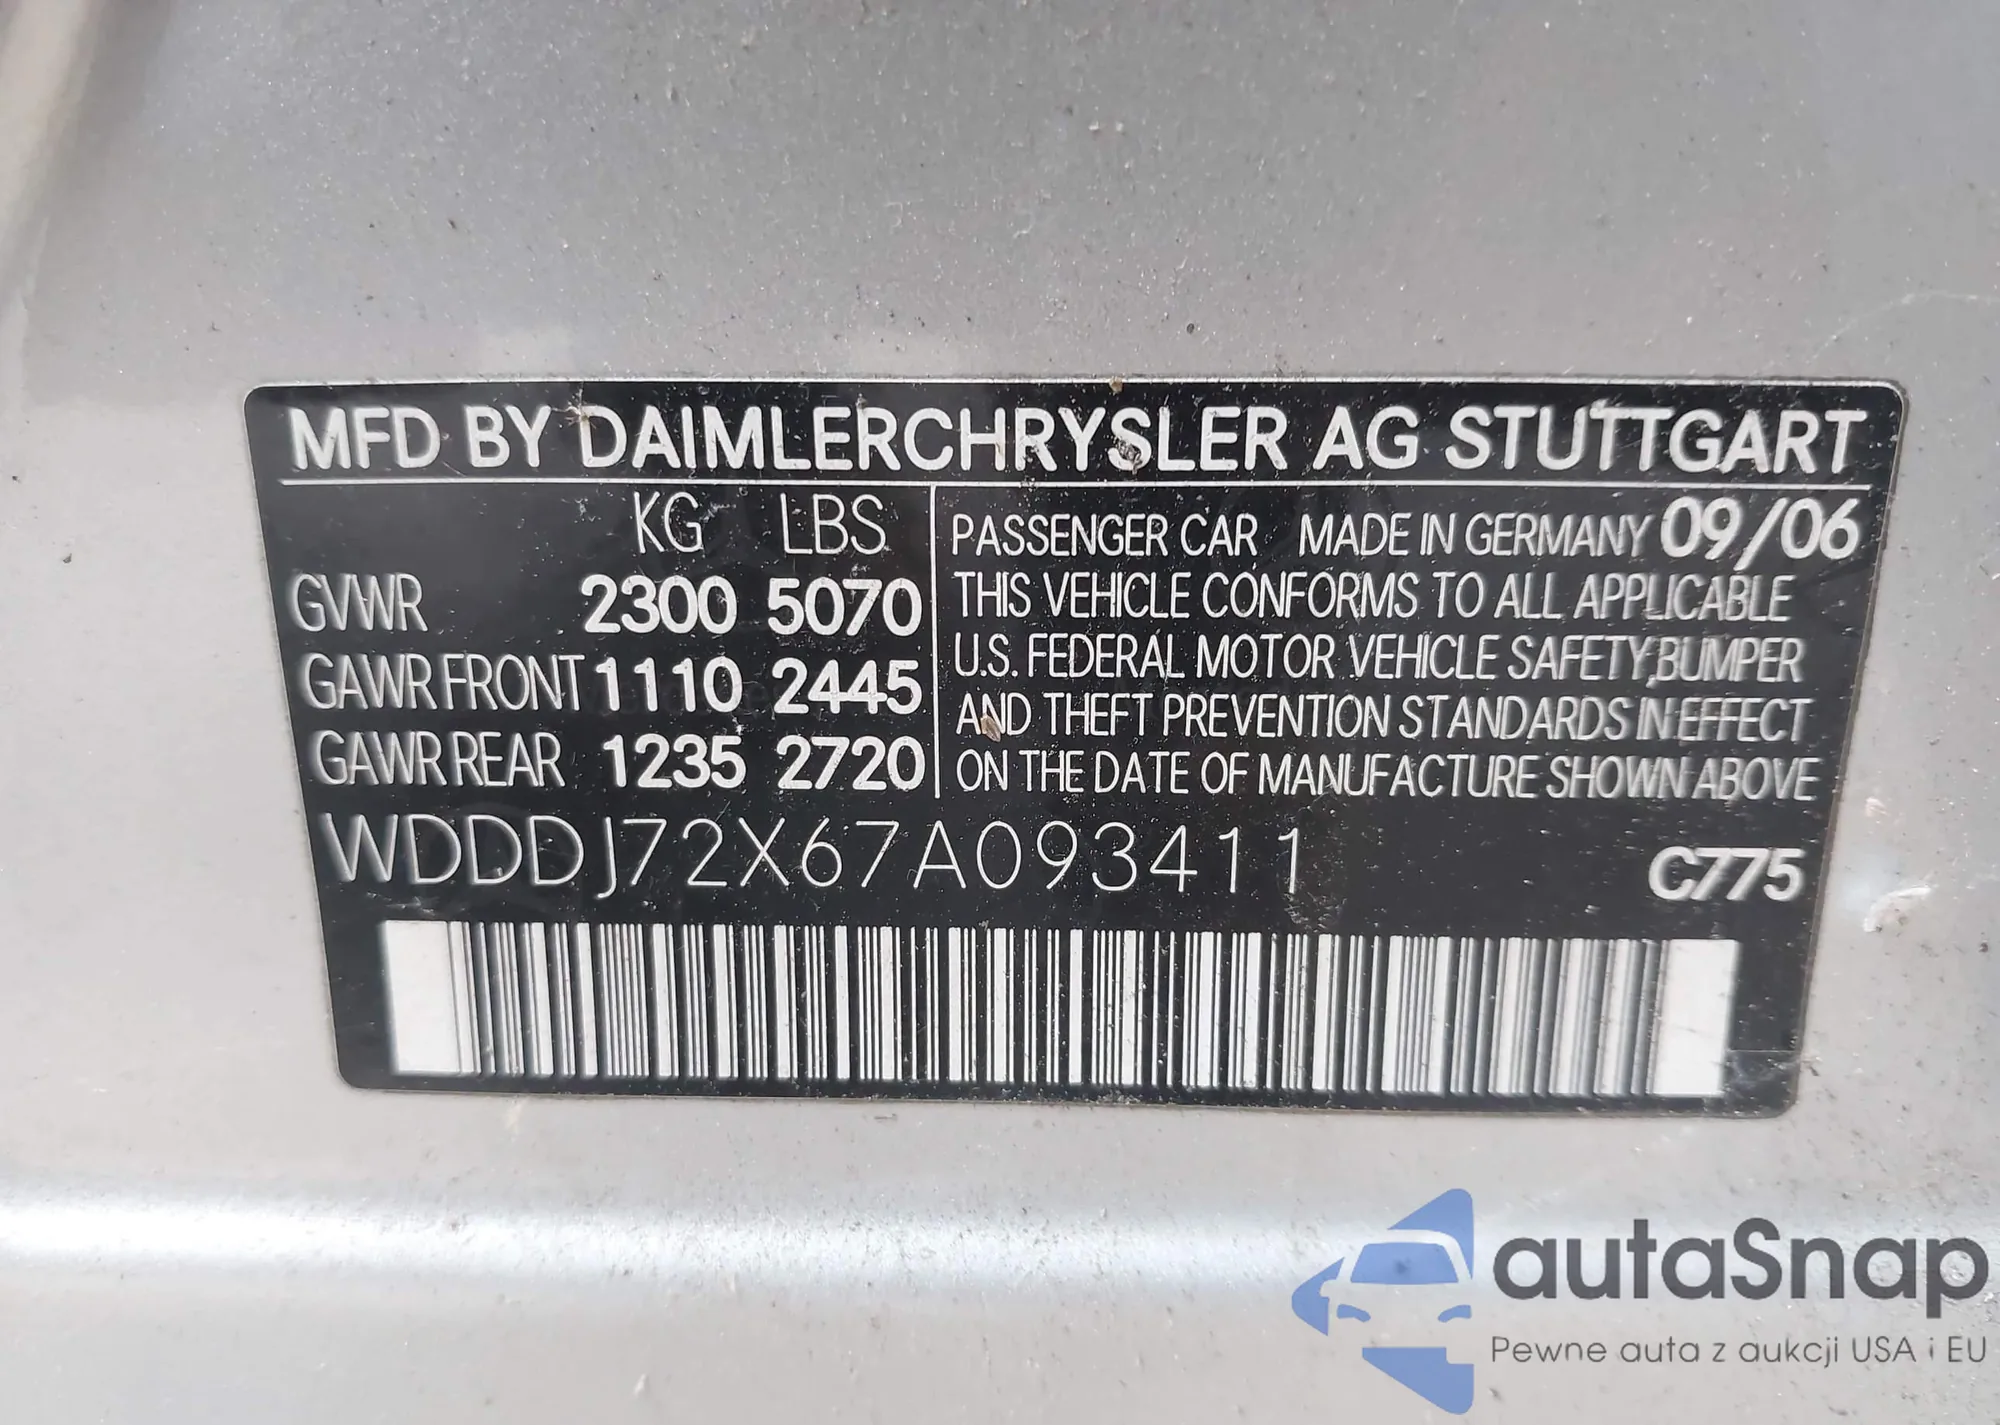 MFD BY DAIMLERCHRYSLER AG STUTTGART
KG LBS
GVWR 2300 5070
GAWR FRONT 1110 2445
GAWR REAR 1235 2720
PASSENGER CAR MADE IN GERMANY 09/06
THIS VEHICLE CONFORMS TO ALL APPLICABLE
U.S. FEDERAL MOTOR VEHICLE SAFETY,BUMPER
AND THEFT PREVENTION STANDARDS IN EFFECT
ON THE DATE OF MANUFACTURE SHOWN ABOVE
WDDDJ72X67A093411
C775
autaSnap
Pewne auta z aukcji USA i EU